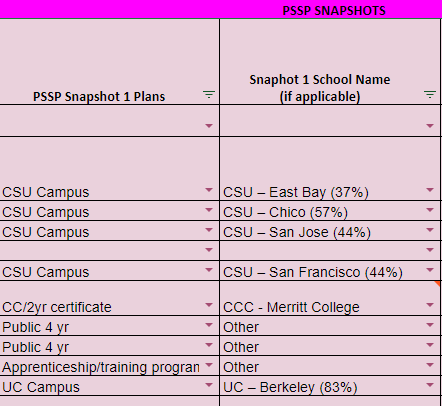 PSSP SNAPSHOTS
PSSP Snapshot 1 Plans
Snaphot 1 School Name
(if applicable)
CSU Campus CSU – East Bay (37%)
CSU Campus CSU – Chico (57%)
CSU Campus CSU – San Jose (44%)
CSU Campus CSU – San Francisco (44%)
CC/2yr certificate CCC - Merritt College
Public 4 yr Other
Public 4 yr Other
Apprenticeship/training progran Other
UC Campus UC – Berkeley (83%)